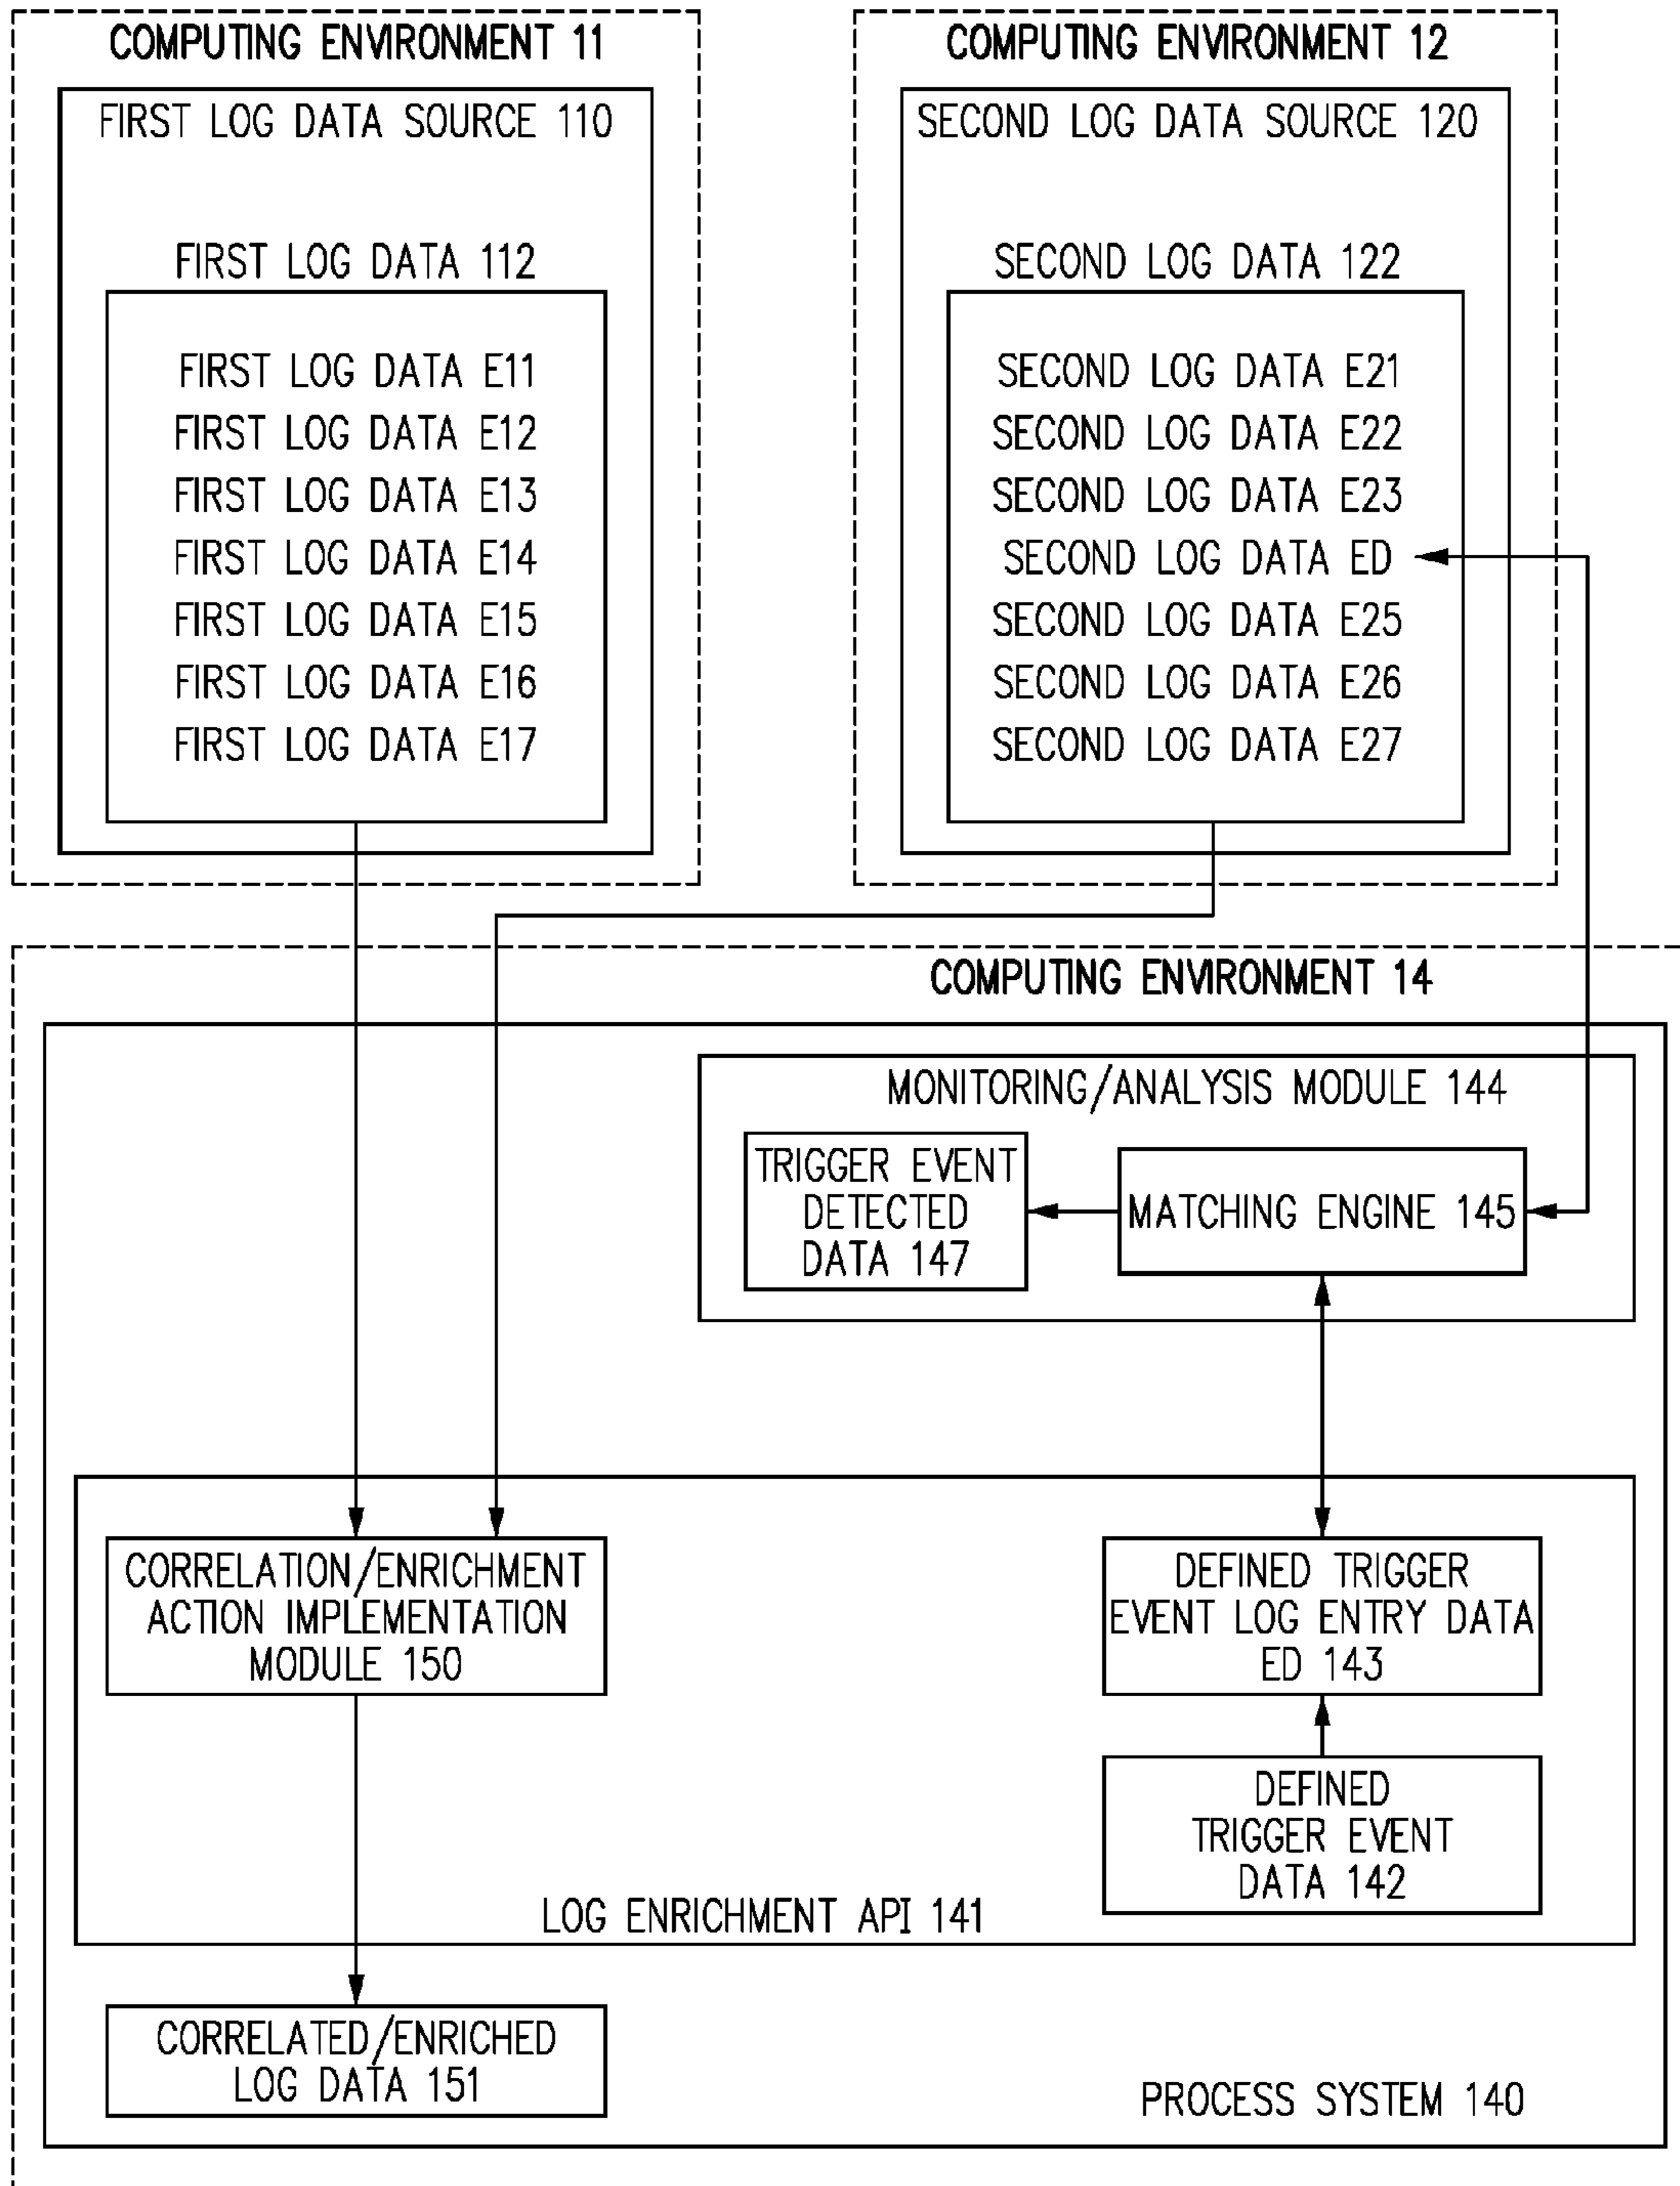 COMPUTING ENVIRONMENT 11
FIRST LOG DATA SOURCE 110
FIRST LOG DATA 112
FIRST LOG DATA E11
FIRST LOG DATA E12
FIRST LOG DATA E13
FIRST LOG DATA E14
FIRST LOG DATA E15
FIRST LOG DATA E16
FIRST LOG DATA E17
COMPUTING ENVIRONMENT 12
SECOND LOG DATA SOURCE 120
SECOND LOG DATA 122
SECOND LOG DATA E21
SECOND LOG DATA E22
SECOND LOG DATA E23
SECOND LOG DATA ED
SECOND LOG DATA E25
SECOND LOG DATA E26
SECOND LOG DATA E27
COMPUTING ENVIRONMENT 14
MONITORING/ANALYSIS MODULE 144
TRIGGER EVENT
DETECTED
DATA 147
MATCHING ENGINE 145
CORRELATION/ENRICHMENT
ACTION IMPLEMENTATION
MODULE 150
DEFINED TRIGGER
EVENT LOG ENTRY DATA
ED 143
DEFINED
TRIGGER EVENT
DATA 142
LOG ENRICHMENT API 141
CORRELATED/ENRICHED
LOG DATA 151
PROCESS SYSTEM 140